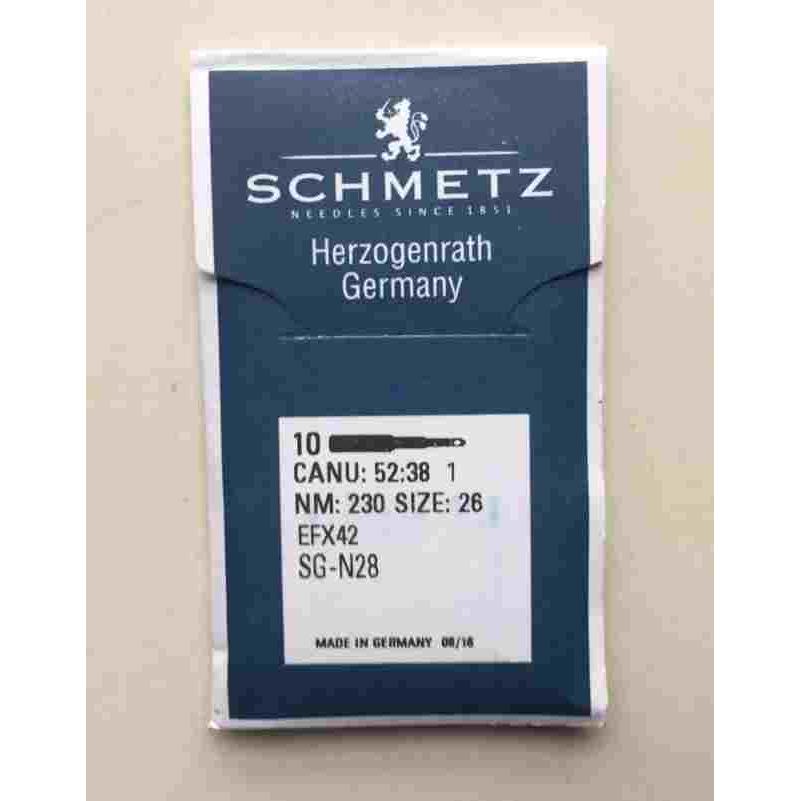 SCHMETZ
NEEDLES SINCE 1851
Herzogenrath
Germany
10
CANU: 52:38 1
NM: 230 SIZE: 26
EFX42
SG-N28
MADE IN GERMANY 08/16